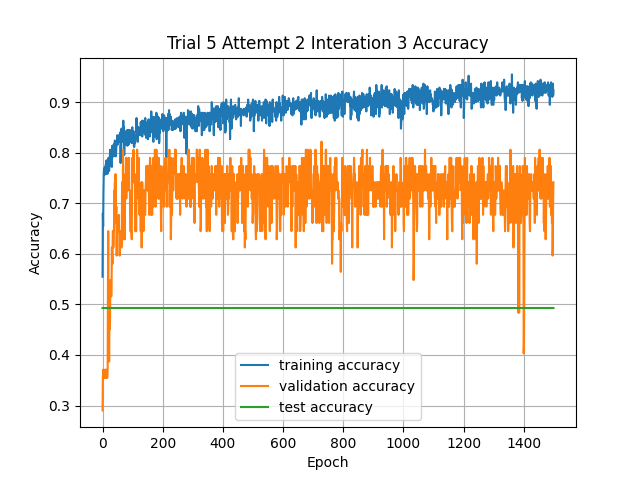 Trial 5 Attempt 2 Interation 3 Accuracy
Accuracy
0.9
0.8
0.7
0.6
0.5
0.4
0.3
training accuracy
validation accuracy
test accuracy
0 200 400 600 800 1000 1200 1400
Epoch